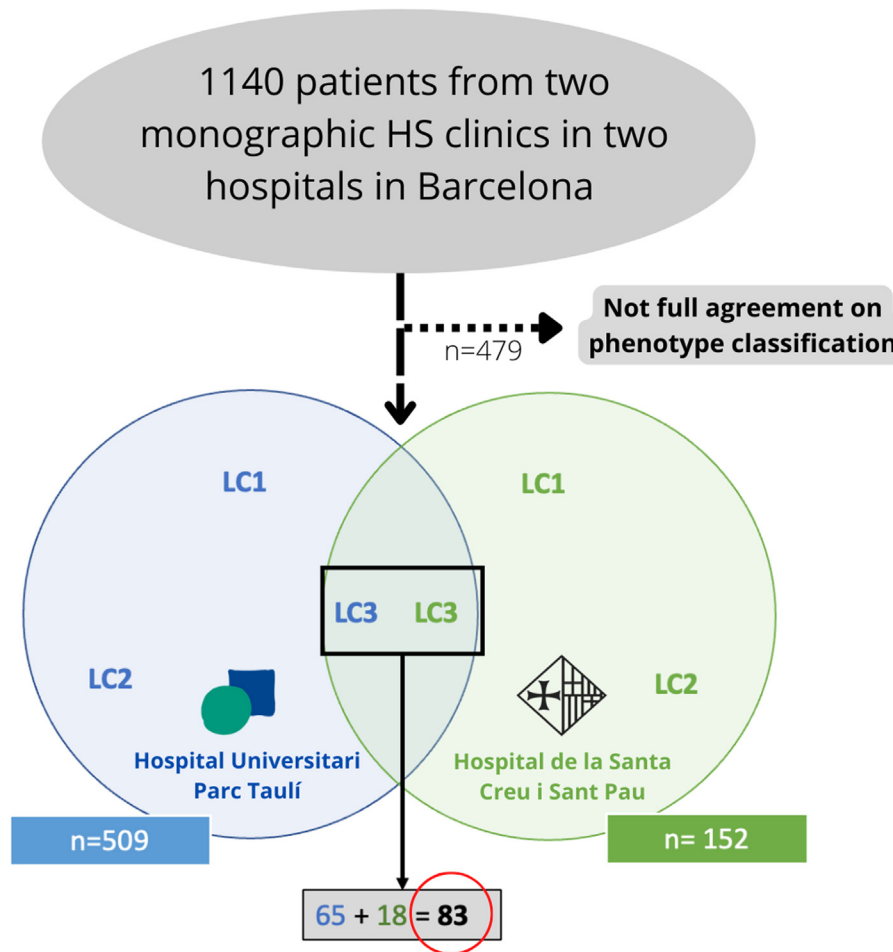 1140 patients from two
monographic HS clinics in two
hospitals in Barcelona
Not full agreement on
phenotype classification
n=479
LC1
LC1
LC3
LC3
LC2
LC2
Hospital Universitari
Parc Taulí
Hospital de la Santa
Creu i Sant Pau
n=509
n= 152
65 + 18 = 83